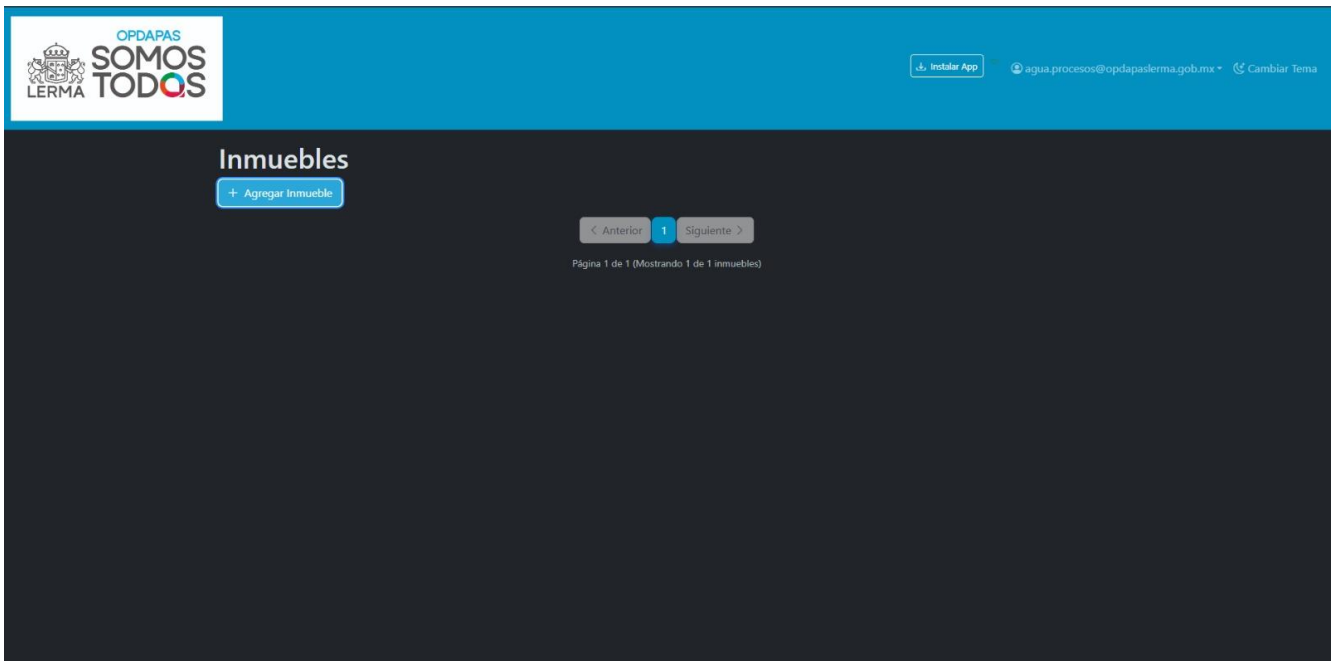 OPDAPAS
SOMOS
TODOS
LERMA
Instalar App
agua.procesos@opdapaslerma.gob.mx
Cambiar Tema
Inmuebles
+ Agregar Inmueble
< Anterior 1 Siguiente >
Página 1 de 1 (Mostrando 1 de 1 inmuebles)